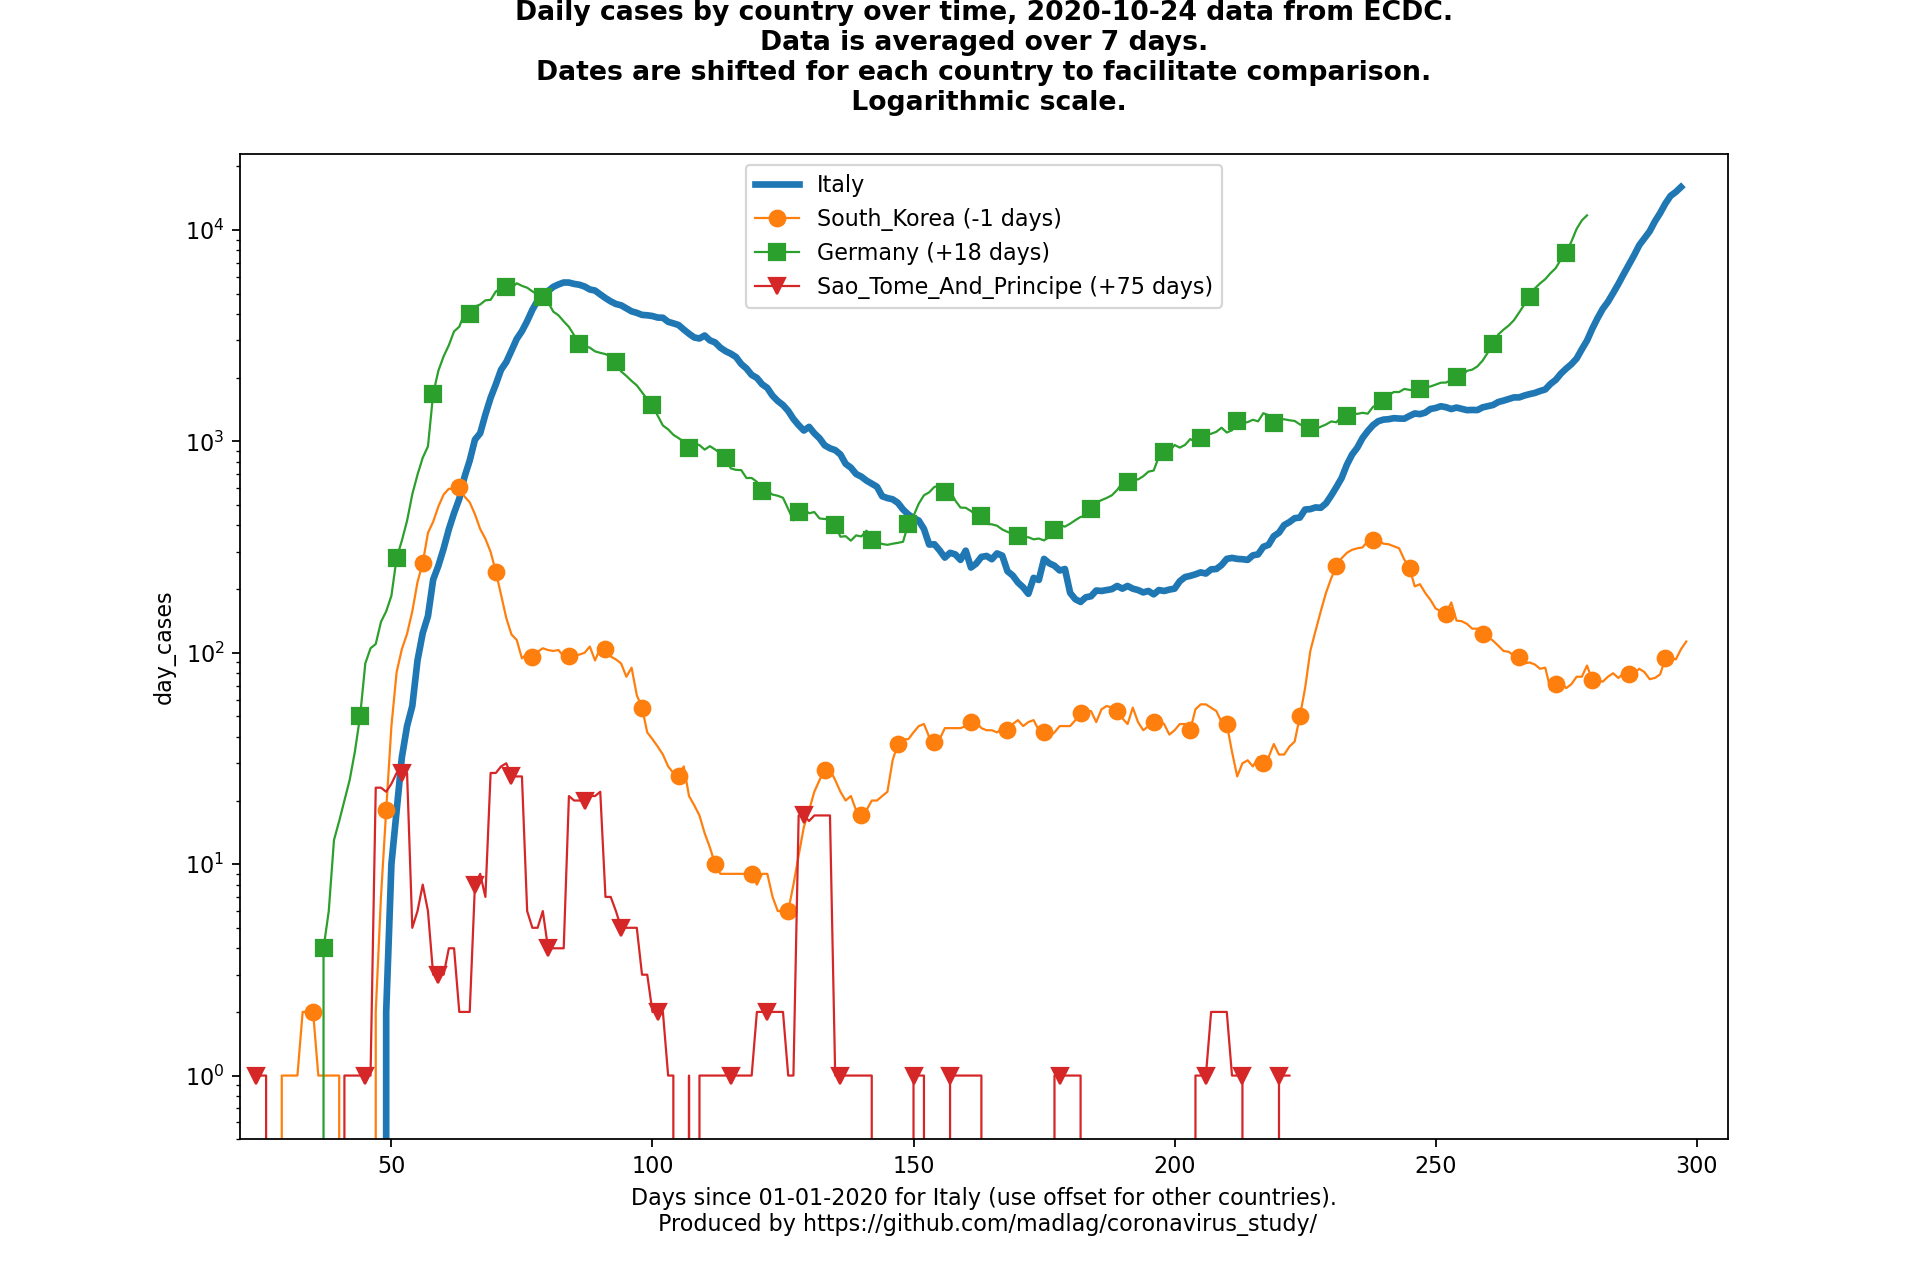 Daily cases by country over time, 2020-10-24 data from ECDC.
Data is averaged over 7 days.
Dates are shifted for each country to facilitate comparison.
Logarithmic scale.
Italy
South_Korea (-1 days)
Germany (+18 days)
Sao_Tome_And_Principe (+75 days)
10^4
10^3
10^2
10^1
10^0
day_cases
50 100 150 200 250 300
Days since 01-01-2020 for Italy (use offset for other countries).
Produced by https://github.com/madlag/coronavirus_study/